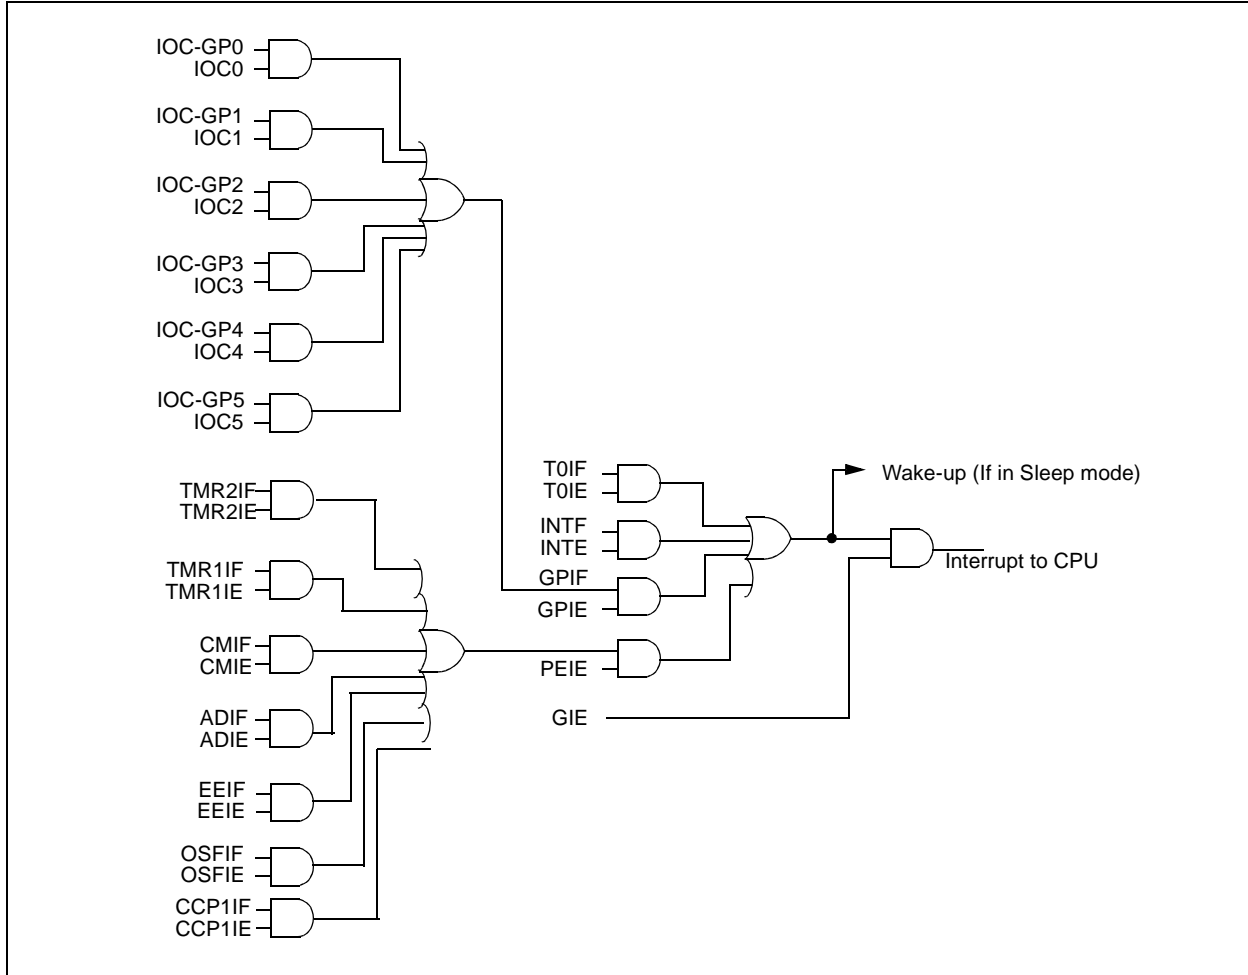 IOC-GP0
IOC0
IOC-GP1
IOC1
IOC-GP2
IOC2
IOC-GP3
IOC3
IOC-GP4
IOC4
IOC-GP5
IOC5
TMR2IF
TMR2IE
TMR1IF
TMR1IE
CMIF
CMIE
ADIF
ADIE
EEIF
EEIE
OSFIF
OSFIE
CCP1IF
CCP1IE
T0IF
T0IE
INTF
INTE
GPIF
GPIE
PEIE
GIE
Wake-up (If in Sleep mode)
Interrupt to CPU